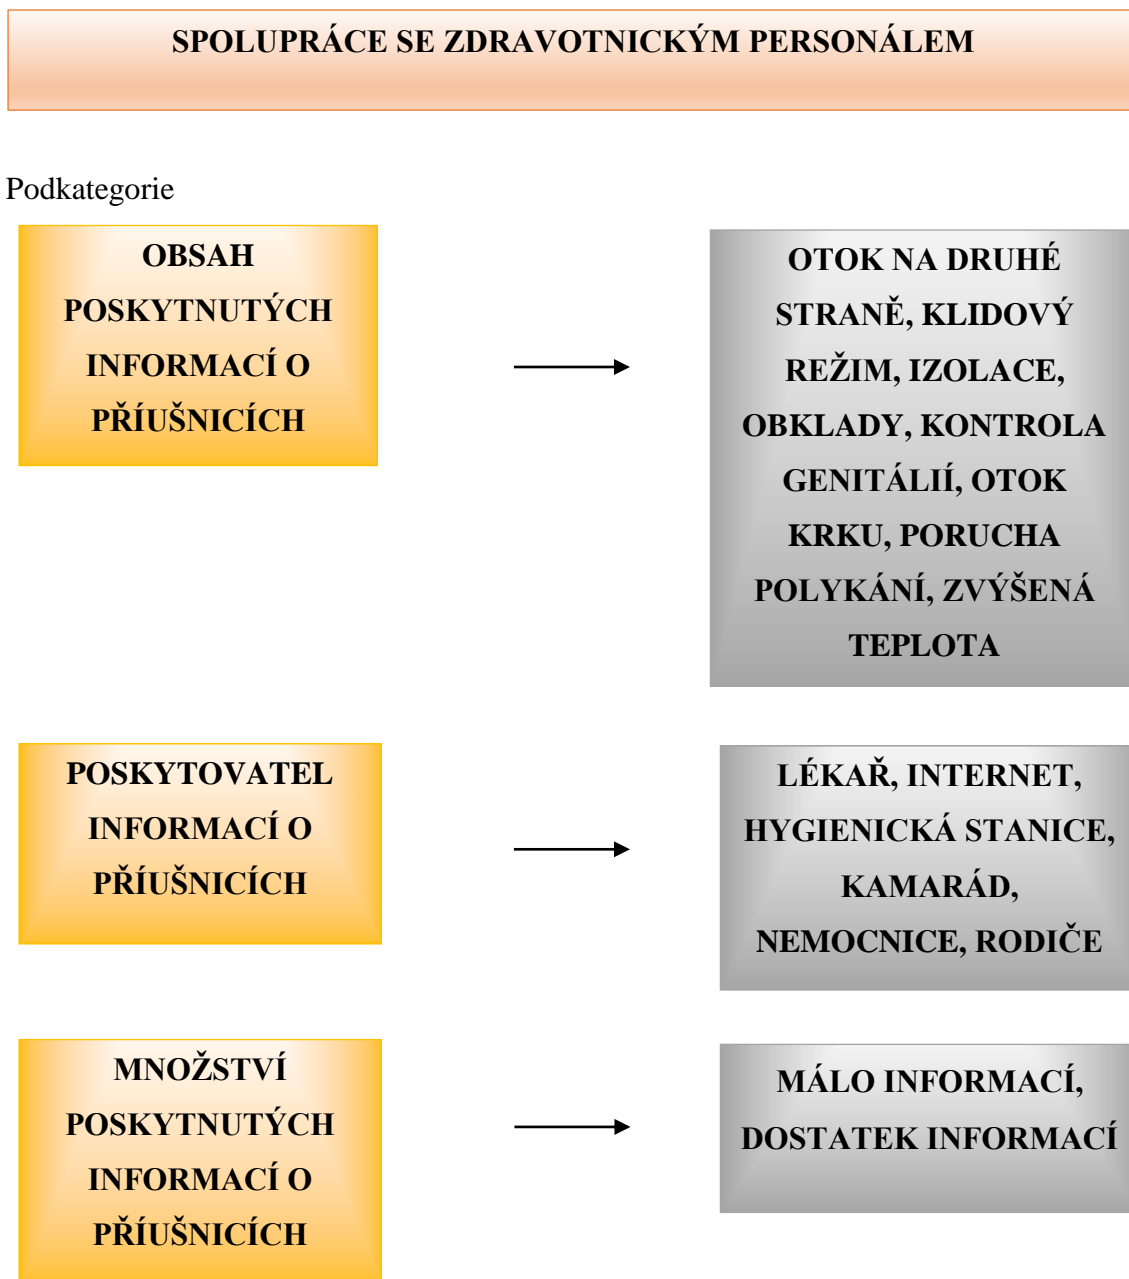 SPOLUPRÁCE SE ZDRAVOTNICKÝM PERSONÁLEM
Podkategorie
OBSAH
POSKYTNUTÝCH
INFORMACÍ O
PŘÍUŠNICÍCH
OTOK NA DRUHÉ
STRANĚ, KLIDOVÝ
REŽIM, IZOLACE,
OBKLADY, KONTROLA
GENITÁLIÍ, OTOK
KRKU, PORUCHA
POLYKÁNÍ, ZVÝŠENÁ
TEPLOTA
POSKYTOVATEL
INFORMACÍ O
PŘÍUŠNICÍCH
LÉKAŘ, INTERNET,
HYGIENICKÁ STANICE,
KAMARÁD,
NEMOCNICE, RODIČE
MNOŽSTVÍ
POSKYTNUTÝCH
INFORMACÍ O
PŘÍUŠNICÍCH
MÁLO INFORMACÍ,
DOSTATEK INFORMACÍ